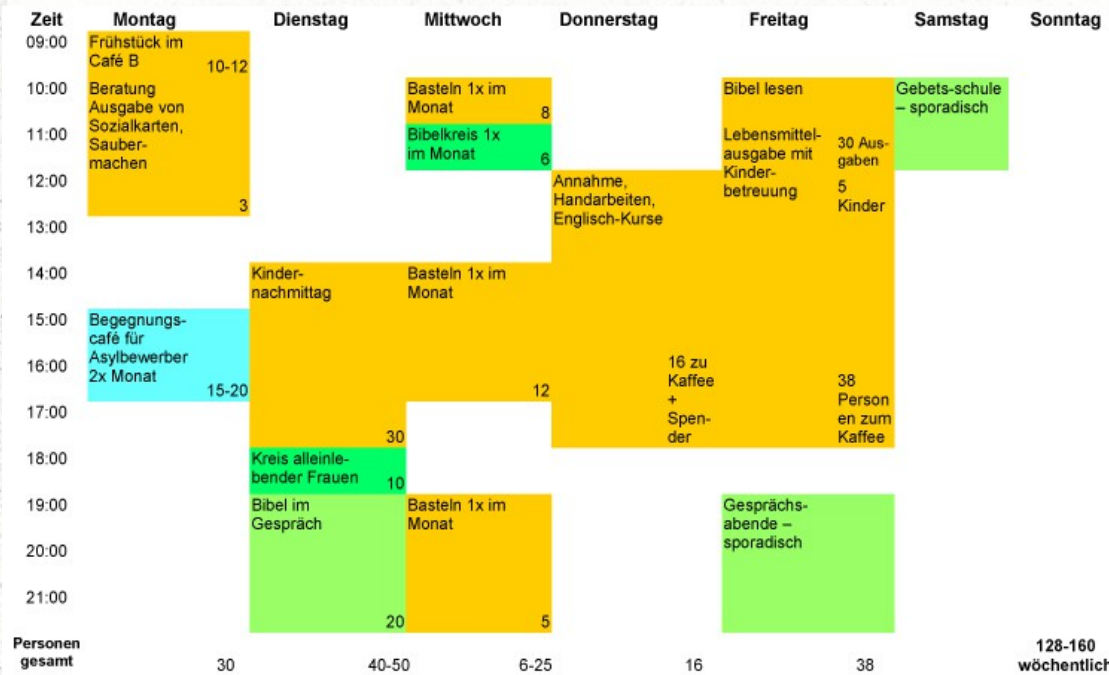 Zeit Montag Dienstag Mittwoch Donnerstag Freitag Samstag Sonntag
09:00
10:00
11:00
12:00
13:00
14:00
15:00
16:00
17:00
18:00
19:00
20:00
21:00
Frühstück im
Café B
10-12
Beratung
Ausgabe von
Sozialkarten,
Sauber-
machen
3
Begegnungs-
café für
Asylbewerber
2x Monat
15-20
Kinder-
nachmittag
30
Kreis alleinle-
bender Frauen
10
Bibel im
Gespräch
20
Basteln 1x im
Monat
8
Bibelkreis 1x
im Monat
6
Basteln 1x im
Monat
12
Basteln 1x im
Monat
5
Annahme,
Handarbeiten,
Englisch-Kurse
16 zu
Kaffee
+
Spen-
der
Bibel lesen
Lebensmittel-
ausgabe mit
Kinder-
betreuung
30 Aus-
gaben
5
Kinder
38
Person
en zum
Kaffee
Gesprächs-
abende –
sporadisch
Gebets-schule
– sporadisch
Personen
gesamt
30
40-50
6-25
16
38
128-160
wöchentlich